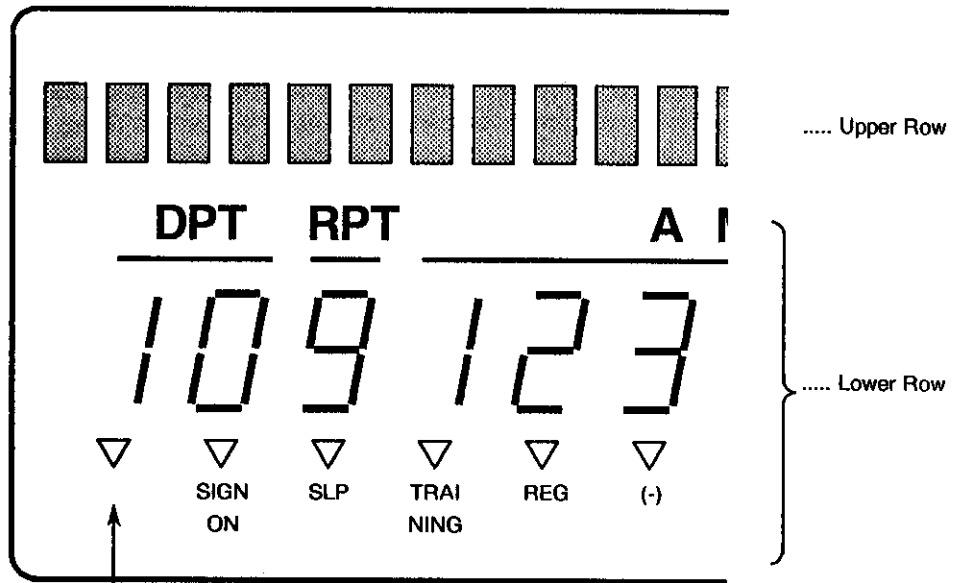 ..... Upper Row
DPT RPT A
109 123
..... Lower Row
SIGN ON SLP TRAI NING REG (-)